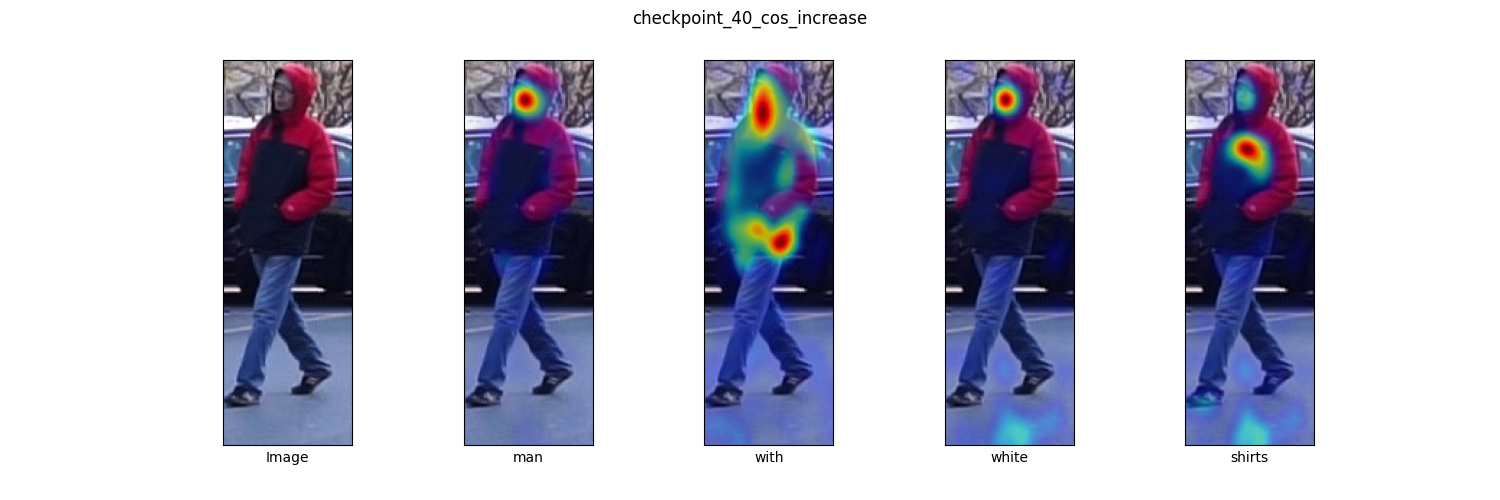 checkpoint_40_cos_increase
Image
man
with
white
shirts